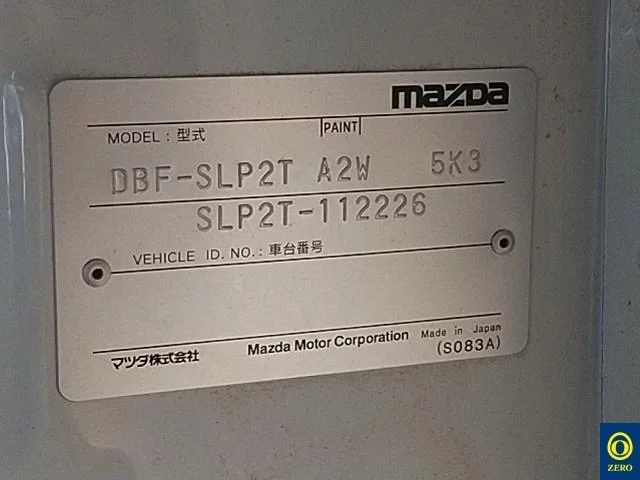 mazda
MODEL : 型式 PAINT
DBF-SLP2T A2W 5K3
SLP2T-112226
VEHICLE ID. NO. : 車台番号
マツダ株式会社 Mazda Motor Corporation Made in Japan
(S083A)
ZERO